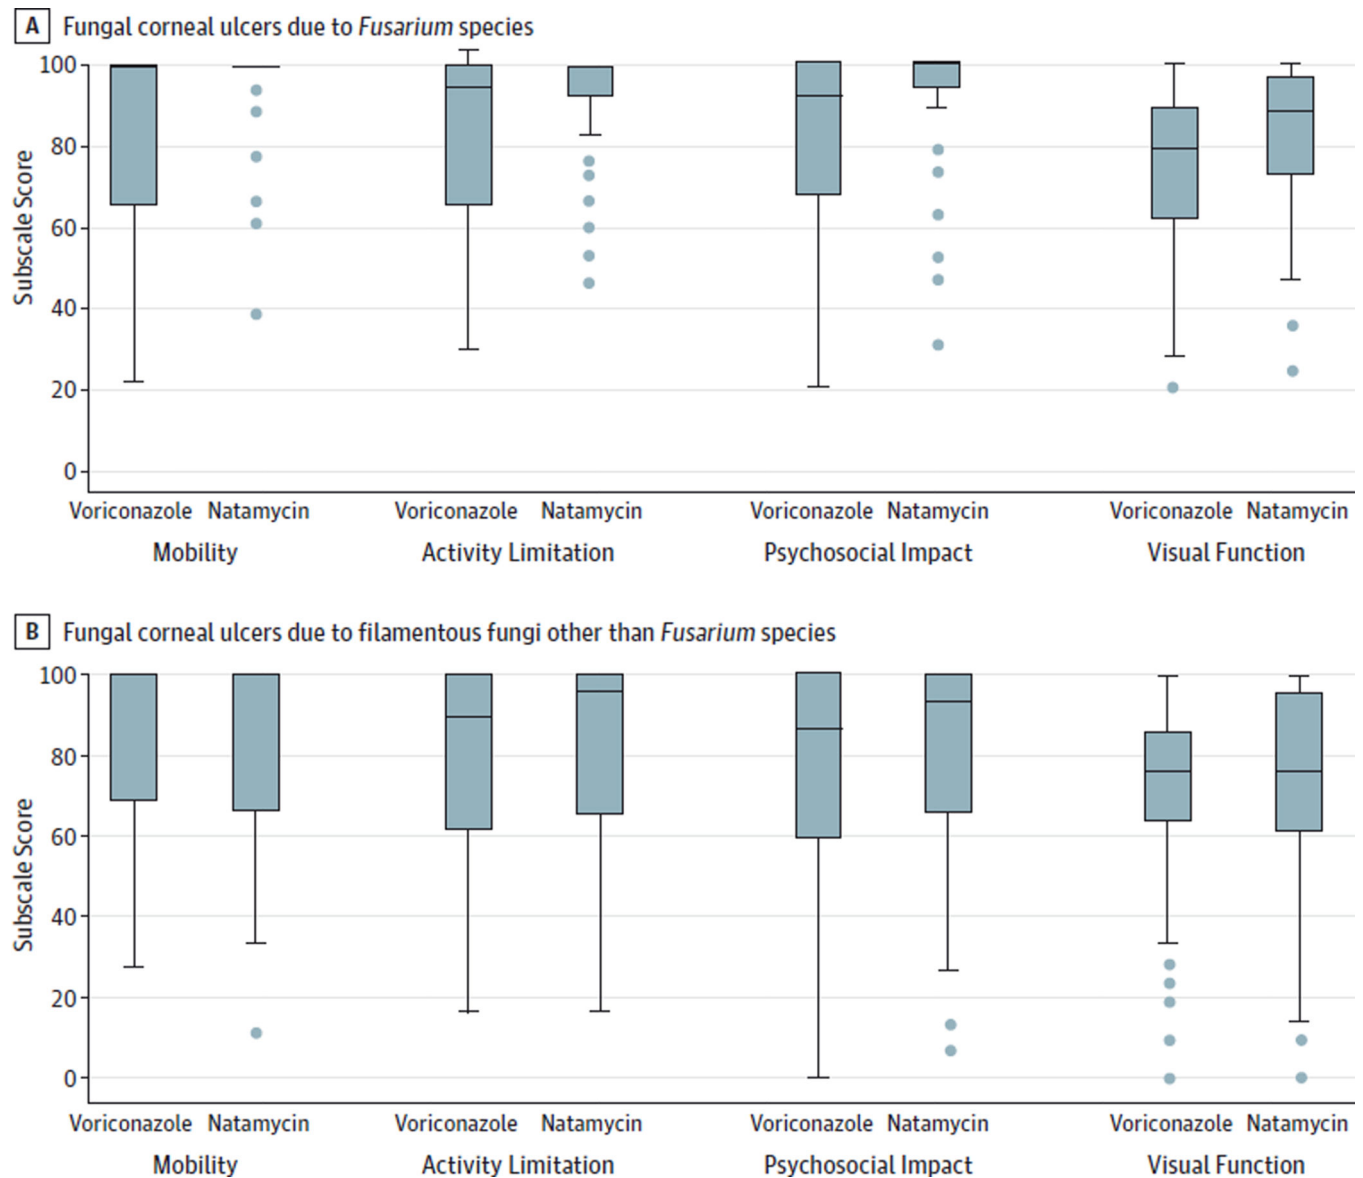 A Fungal corneal ulcers due to Fusarium species
100
80
60
40
20
0
Subscale Score
Voriconazole Natamycin Voriconazole Natamycin Voriconazole Natamycin Voriconazole Natamycin
Mobility Activity Limitation Psychosocial Impact Visual Function
B Fungal corneal ulcers due to filamentous fungi other than Fusarium species
100
80
60
40
20
0
Subscale Score
Voriconazole Natamycin Voriconazole Natamycin Voriconazole Natamycin Voriconazole Natamycin
Mobility Activity Limitation Psychosocial Impact Visual Function